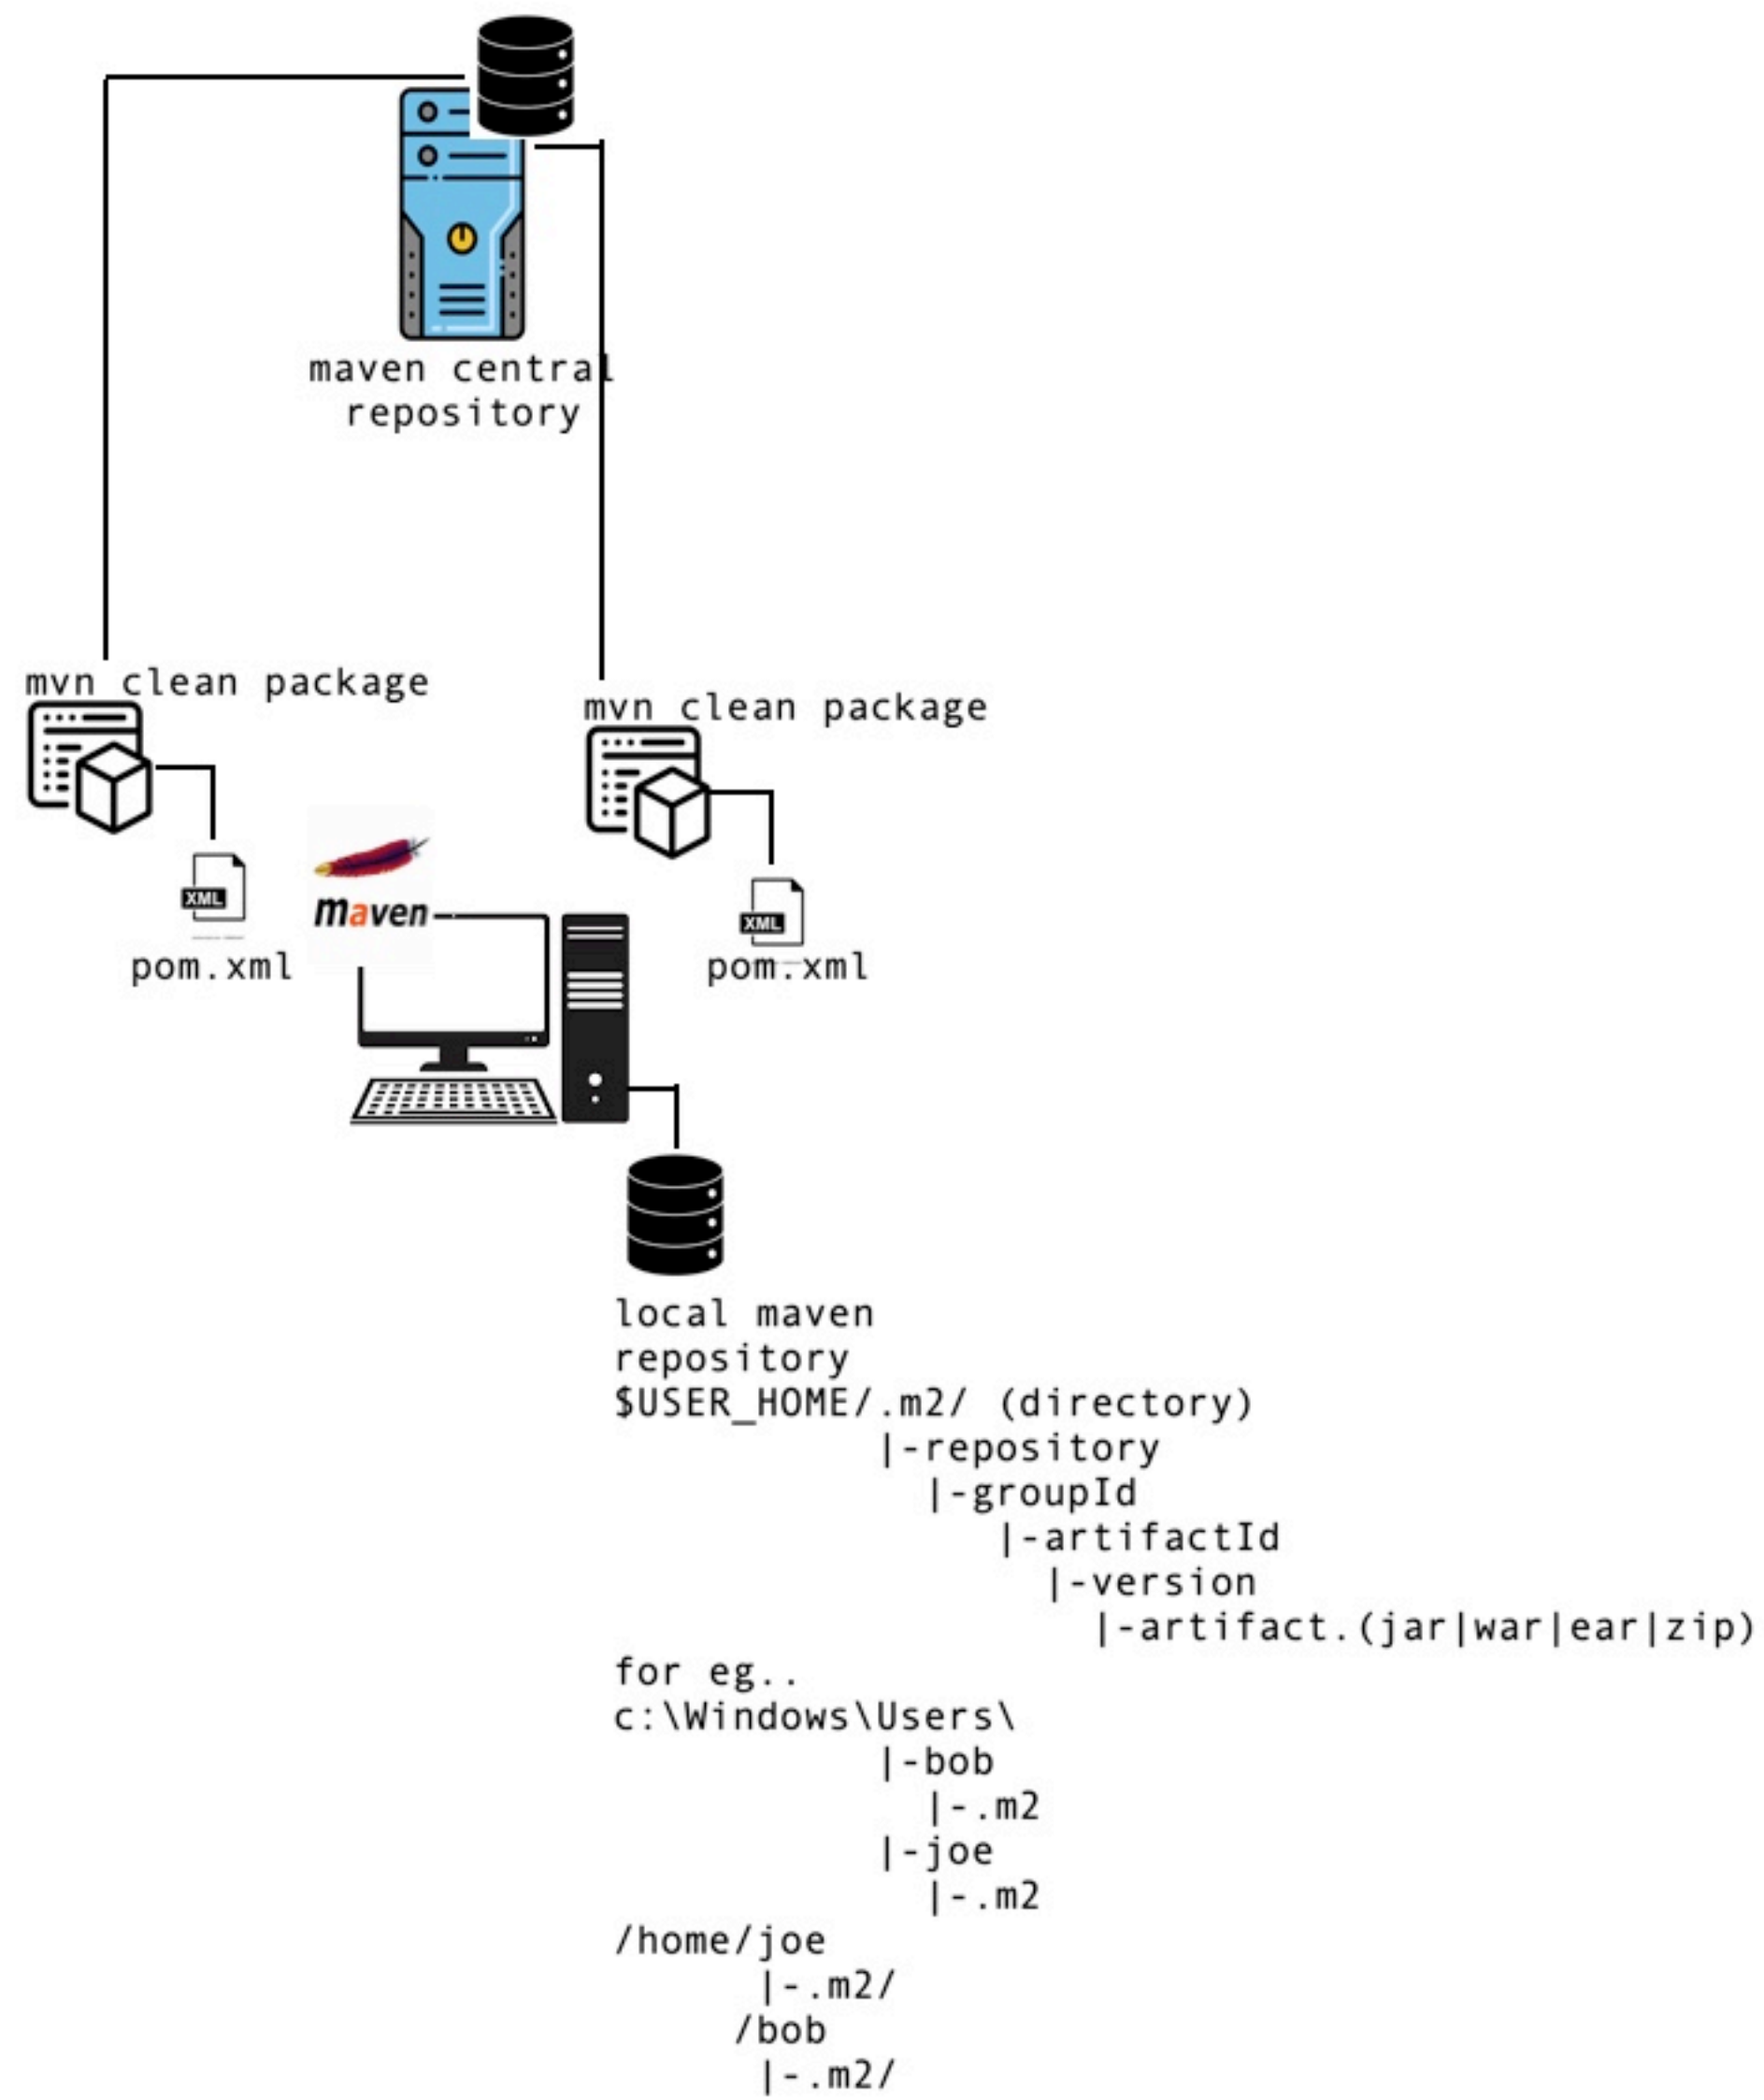 maven central
repository
mvn clean package
mvn clean package
XML
pom.xml
maven
XML
pom.xml
local maven
repository
$USER_HOME/.m2/ (directory)
|-repository
|-groupId
|-artifactId
|-version
|-artifact.(jar|war|ear|zip)
for eg..
c:\Windows\Users\
|-bob
|-.m2
|-joe
|-.m2
/home/joe
|-.m2/
/bob
|-.m2/